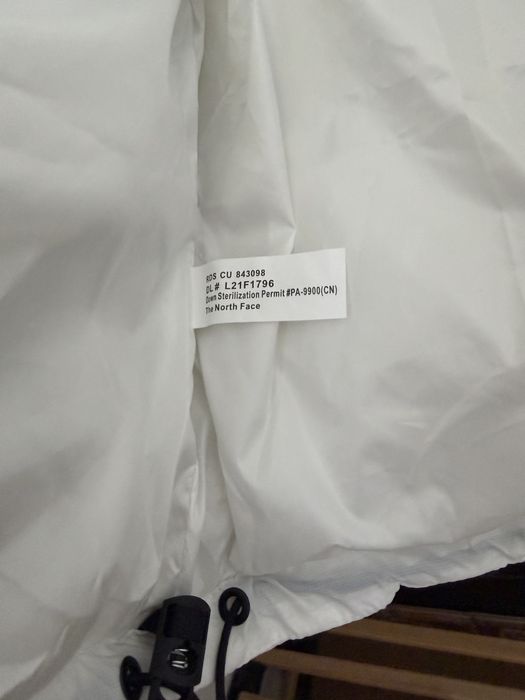 RDS CU 843098
DL# L21F1796
Down Sterilization Permit #PA-9900(CN)
The North Face